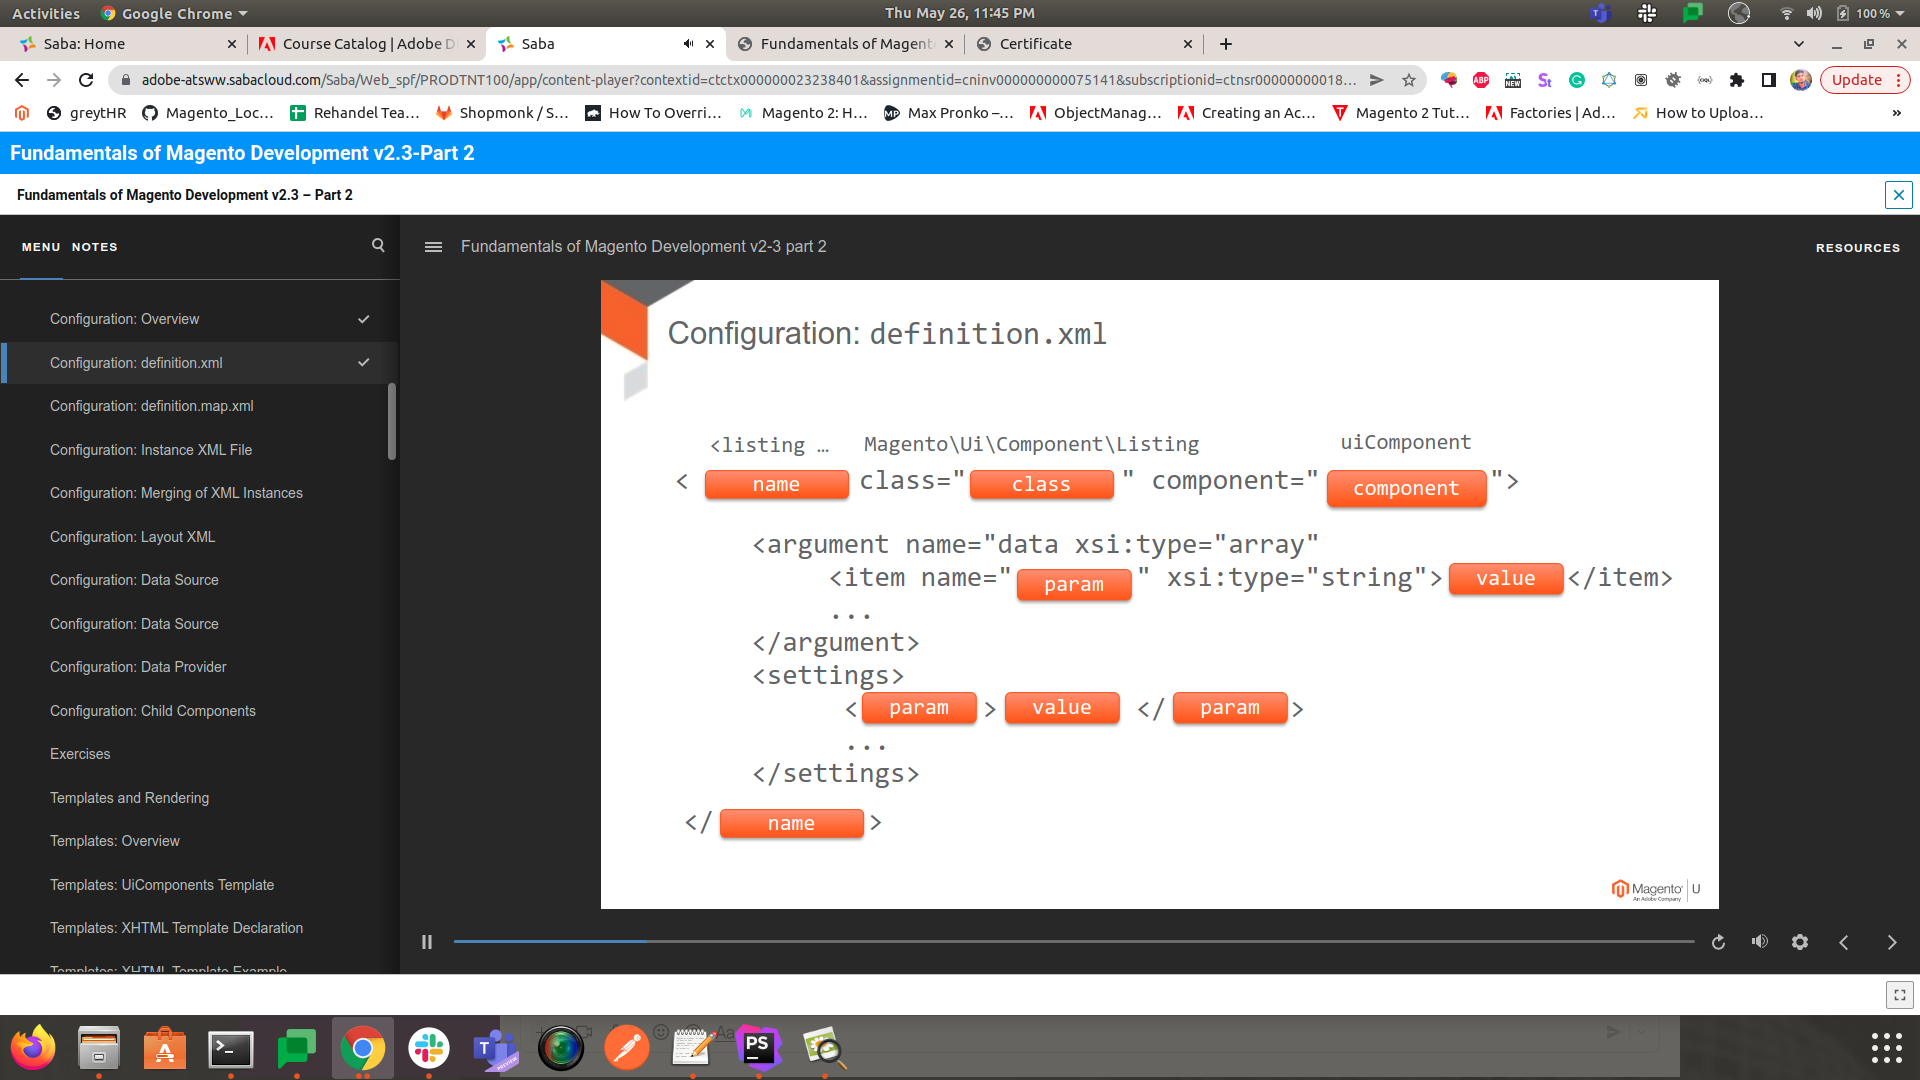 Activities Google Chrome Thu May 26, 11:45 PM 100 %
Saba: Home Course Catalog | Adobe D Saba Fundamentals of Magent Certificate
adobe-atsww.sabacloud.com/Saba/Web_spf/PRODTNT100/app/content-player?contextid=ctctx000000023238401&assignmentid=cninv000000000075141&subscriptionid=ctnsr00000000018... ABP NEW Update
greyTHR Magento_Loc... Rehandel Tea... Shopmonk / S... How To Overri... Magento 2: H... Max Pronko –... ObjectManag... Creating an Ac... Magento 2 Tut... Factories | Ad... How to Uploa... »
Fundamentals of Magento Development v2.3-Part 2
Fundamentals of Magento Development v2.3 – Part 2
MENU NOTES
Fundamentals of Magento Development v2-3 part 2
RESOURCES
Configuration: Overview
Configuration: definition.xml
Configuration: definition.map.xml
Configuration: Instance XML File
Configuration: Merging of XML Instances
Configuration: Layout XML
Configuration: Data Source
Configuration: Data Source
Configuration: Data Provider
Configuration: Child Components
Exercises
Templates and Rendering
Templates: Overview
Templates: UiComponents Template
Templates: XHTML Template Declaration
Templates: XHTML Template Example
Configuration: definition.xml
<listing … Magento\Ui\Component\Listing uiComponent
< name class=" class " component=" component ">
<argument name="data xsi:type="array"
<item name=" param " xsi:type="string"> value </item>
...
</argument>
<settings>
< param > value </ param >
...
</settings>
</ name >
Magento U
An Adobe Company
PS